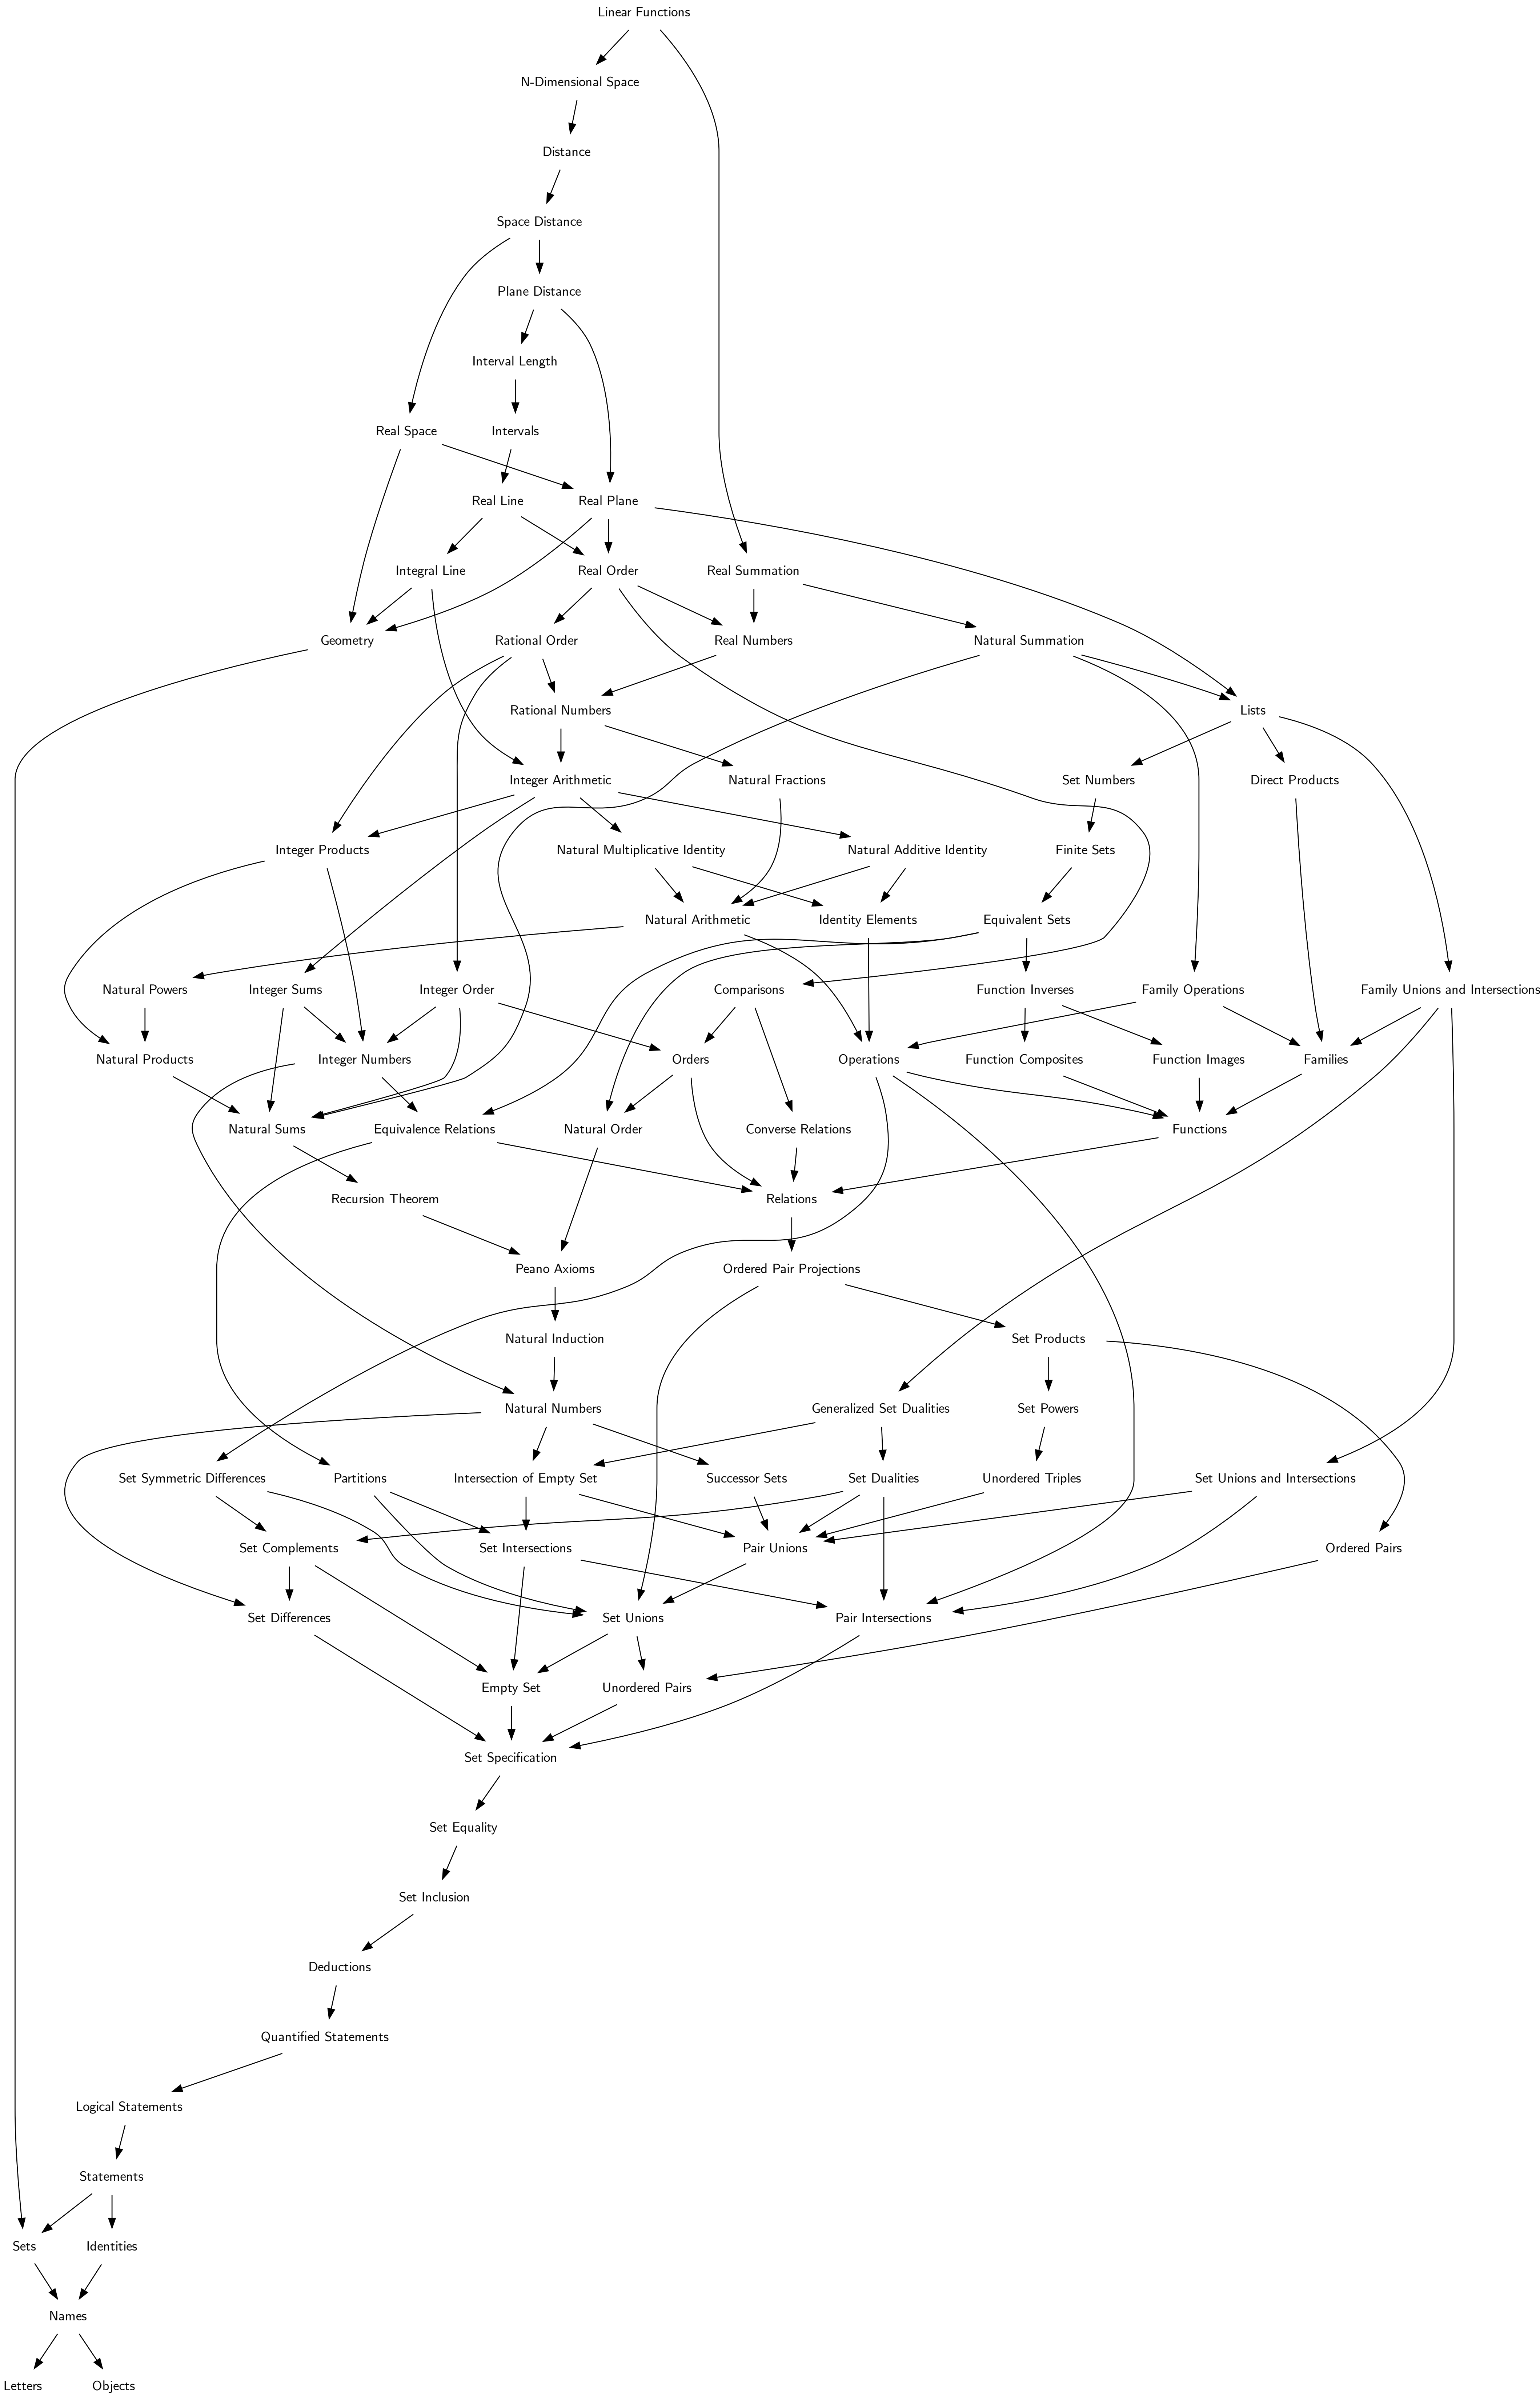 Linear Functions
N-Dimensional Space
Distance
Space Distance
Plane Distance
Interval Length
Real Space
Intervals
Real Line
Real Plane
Integral Line
Real Order
Real Summation
Geometry
Rational Order
Real Numbers
Natural Summation
Rational Numbers
Lists
Integer Arithmetic
Natural Fractions
Set Numbers
Direct Products
Integer Products
Natural Multiplicative Identity
Natural Additive Identity
Finite Sets
Natural Arithmetic
Identity Elements
Equivalent Sets
Natural Powers
Integer Sums
Integer Order
Comparisons
Function Inverses
Family Operations
Family Unions and Intersections
Natural Products
Integer Numbers
Orders
Operations
Function Composites
Function Images
Families
Natural Sums
Equivalence Relations
Natural Order
Converse Relations
Functions
Recursion Theorem
Relations
Peano Axioms
Ordered Pair Projections
Natural Induction
Set Products
Natural Numbers
Generalized Set Dualities
Set Powers
Set Symmetric Differences
Partitions
Intersection of Empty Set
Successor Sets
Set Dualities
Unordered Triples
Set Unions and Intersections
Set Complements
Set Intersections
Pair Unions
Ordered Pairs
Set Differences
Set Unions
Pair Intersections
Empty Set
Unordered Pairs
Set Specification
Set Equality
Set Inclusion
Deductions
Quantified Statements
Logical Statements
Statements
Sets
Identities
Names
Letters
Objects